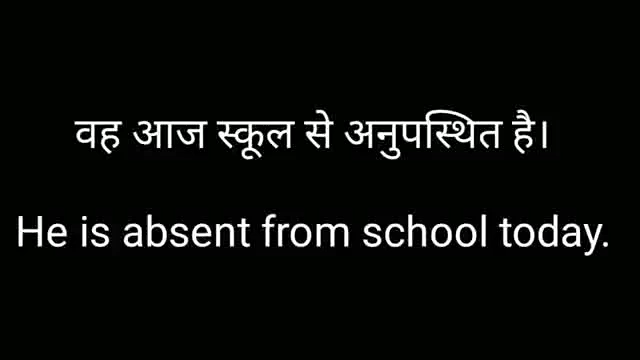 वह आज स्कूल से अनुपस्थित है।
He is absent from school today.